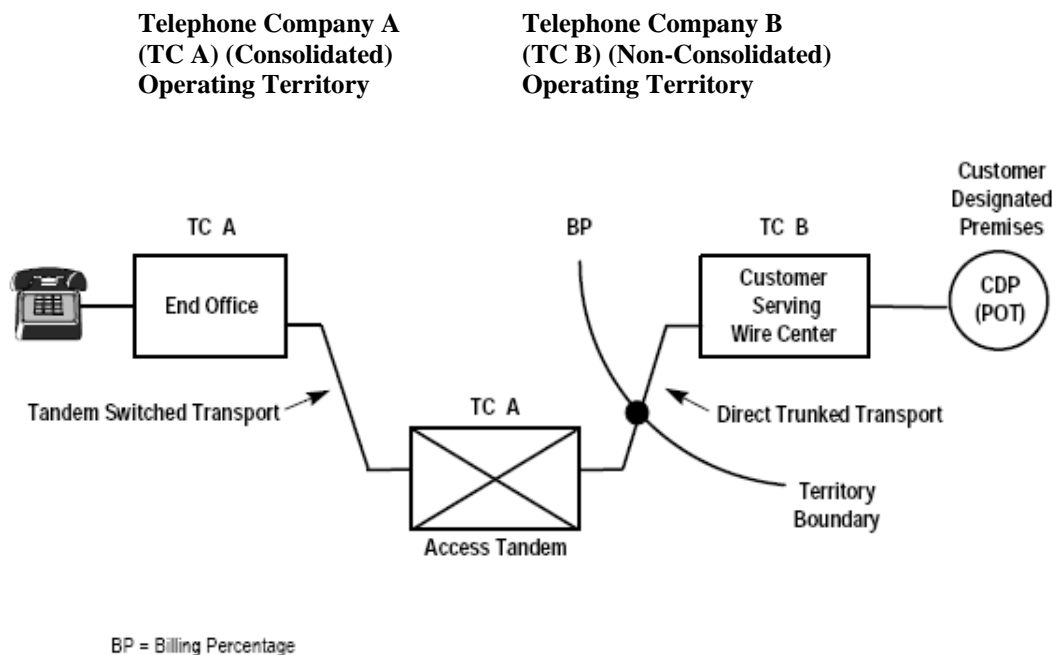 Telephone Company A
(TC A) (Consolidated)
Operating Territory
Telephone Company B
(TC B) (Non-Consolidated)
Operating Territory
Customer
Designated
Premises
TC A
BP
TC B
End Office
Customer
Serving
Wire Center
CDP
(POT)
Tandem Switched Transport
TC A
Direct Trunked Transport
Territory
Boundary
Access Tandem
BP = Billing Percentage